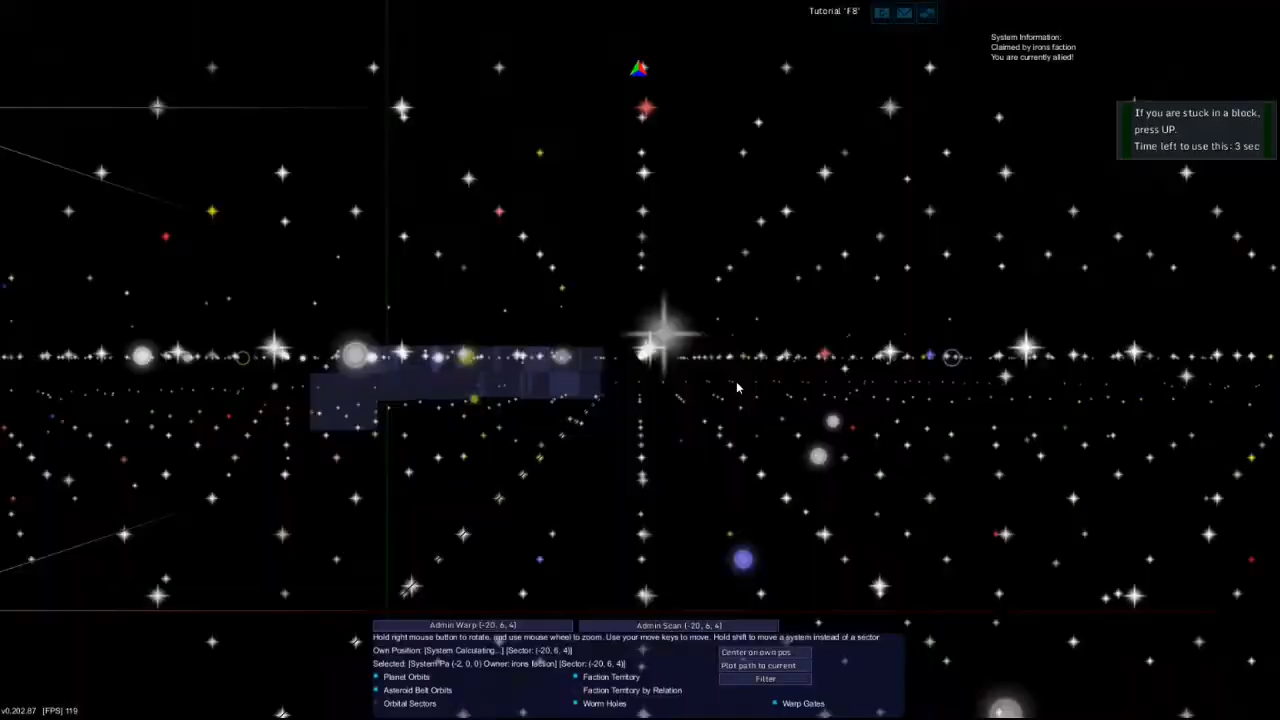 Tutorial 'F8'
System Information:
Claimed by irons faction
You are currently allied!
If you are stuck in a block,
press UP.
Time left to use this: 3 sec
Admin Warp (-20, 6, 4)
Admin Scan (-20, 6, 4)
Hold right mouse button to rotate, and use mouse wheel to zoom. Use your move keys to move. Hold shift to move a system instead of a sector
Own Position: [System Calculating...] [Sector: (-20, 6, 4)]
Center on own pos
Selected: [System Pa (-2, 0, 0) Owner: irons faction] [Sector: (-20, 6, 4)]
Plot path to current
Planet Orbits
Faction Territory
Filter
Asteroid Belt Orbits
Faction Territory by Relation
Orbital Sectors
Worm Holes
Warp Gates
v0.202.87 [FPS] 119